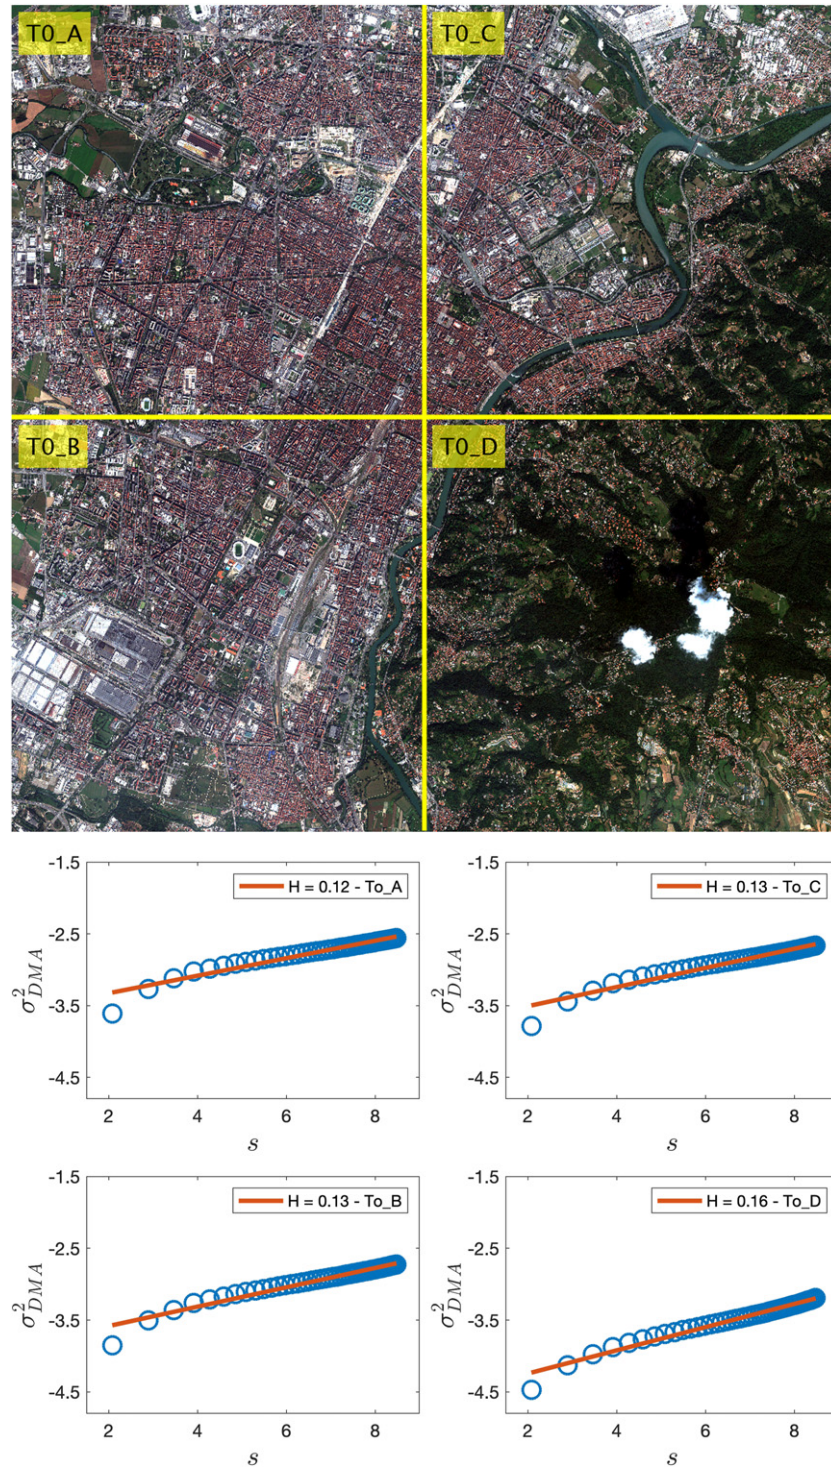 T0_A
T0_C
T0_B
T0_D
-1.5
-2.5
-3.5
-4.5
σ²DMA
H = 0.12 - To_A
2 4 6 8
s
-1.5
-2.5
-3.5
-4.5
σ²DMA
H = 0.13 - To_C
2 4 6 8
s
-1.5
-2.5
-3.5
-4.5
σ²DMA
H = 0.13 - To_B
2 4 6 8
s
-1.5
-2.5
-3.5
-4.5
σ²DMA
H = 0.16 - To_D
2 4 6 8
s